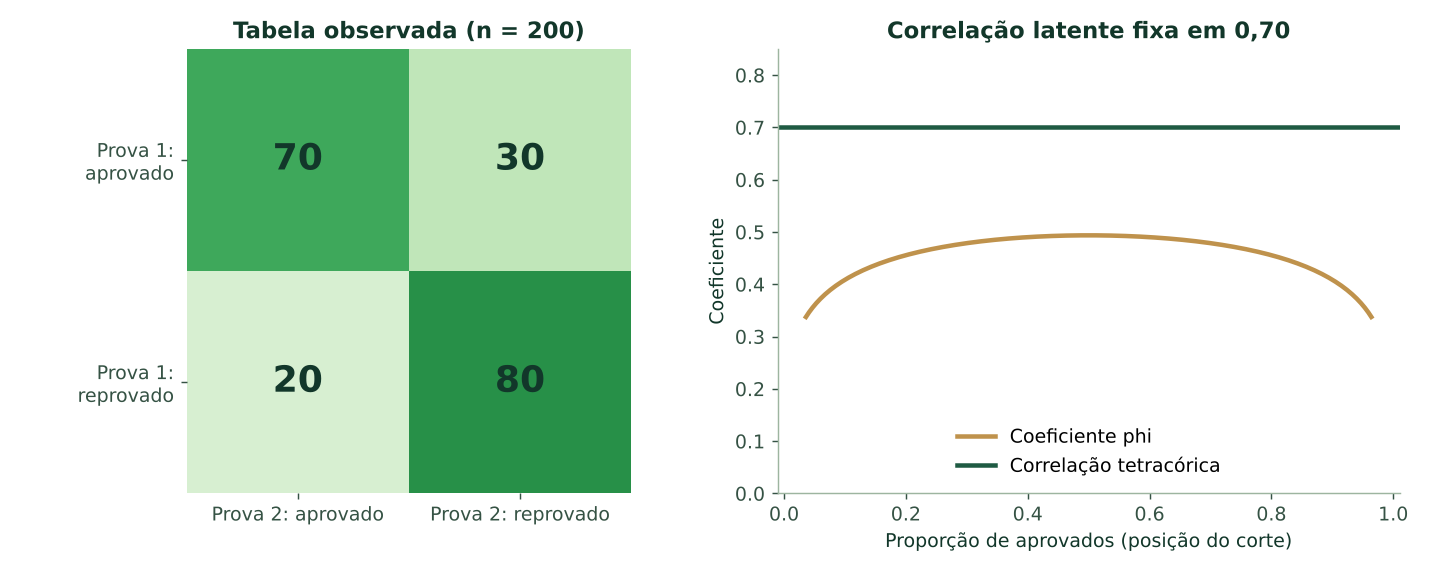 Tabela observada (n = 200)
Prova 1:
aprovado
70
30
Prova 1:
reprovado
20
80
Prova 2: aprovado
Prova 2: reprovado
Correlação latente fixa em 0,70
Coeficiente
0.8
0.7
0.6
0.5
0.4
0.3
0.2
0.1
0.0
Coeficiente phi
Correlação tetracórica
0.0
0.2
0.4
0.6
0.8
1.0
Proporção de aprovados (posição do corte)